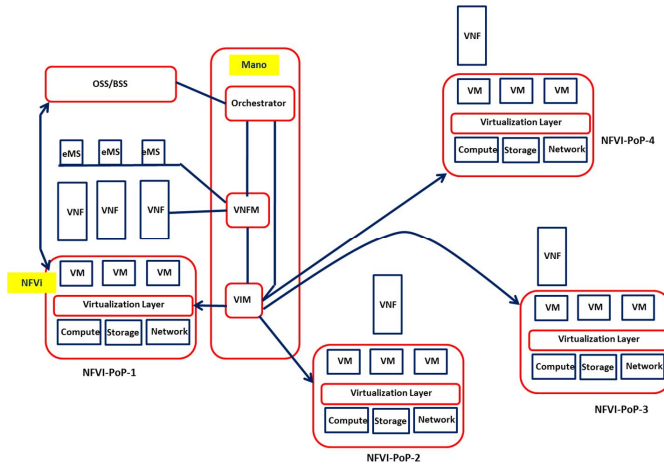 VNF
Mano
OSS/BSS
Orchestrator
VM VM VM
Virtualization Layer
Compute Storage Network
NFVI-PoP-4
eMS eMS eMS
VNF VNF VNF
VNFM
NFVi
VM VM VM
Virtualization Layer
Compute Storage Network
NFVI-PoP-1
VIM
VNF
VM VM VM
Virtualization Layer
Compute Storage Network
NFVI-PoP-2
VNF
VM VM VM
Virtualization Layer
Compute Storage Network
NFVI-PoP-3